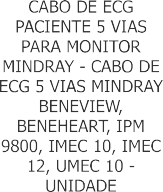 CABO DE ECG
PACIENTE 5 VIAS
PARA MONITOR
MINDRAY - CABO DE
ECG 5 VIAS MINDRAY
BENEVIEW,
BENEHEART, IPM
9800, IMEC 10, IMEC
12, UMEC 10 -
UNIDADE